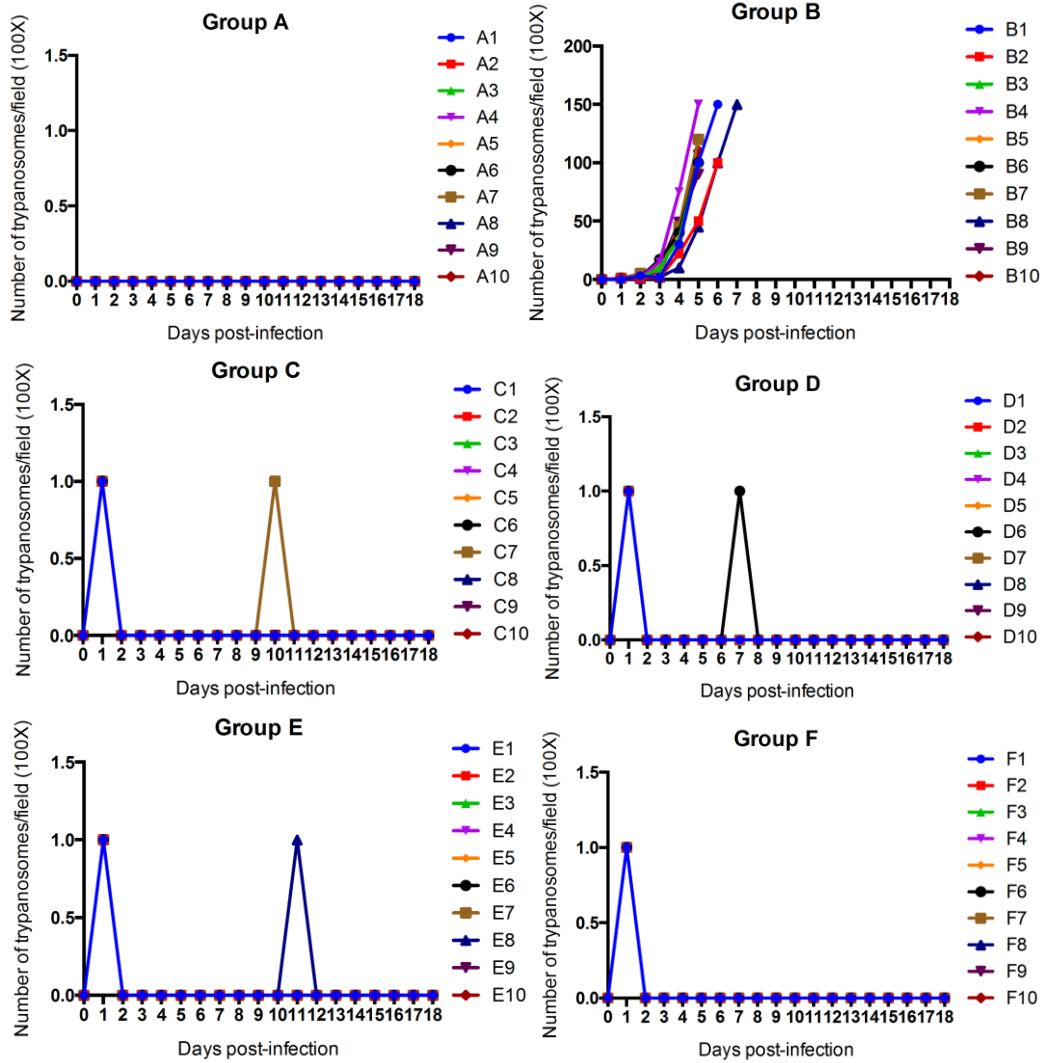 Group A
Number of trypanosomes/field (100X)
1.5
1.0
0.5
0.0
0 1 2 3 4 5 6 7 8 9 10 11 12 13 14 15 16 17 18
Days post-infection
A1
A2
A3
A4
A5
A6
A7
A8
A9
A10
Group B
Number of trypanosomes/field (100X)
200
150
100
50
0
0 1 2 3 4 5 6 7 8 9 10 11 12 13 14 15 16 17 18
Days post-infection
B1
B2
B3
B4
B5
B6
B7
B8
B9
B10
Group C
Number of trypanosomes/field (100X)
1.5
1.0
0.5
0.0
0 1 2 3 4 5 6 7 8 9 10 11 12 13 14 15 16 17 18
Days post-infection
C1
C2
C3
C4
C5
C6
C7
C8
C9
C10
Group D
Number of trypanosomes/field (100X)
1.5
1.0
0.5
0.0
0 1 2 3 4 5 6 7 8 9 10 11 12 13 14 15 16 17 18
Days post-infection
D1
D2
D3
D4
D5
D6
D7
D8
D9
D10
Group E
Number of trypanosomes/field (100X)
1.5
1.0
0.5
0.0
0 1 2 3 4 5 6 7 8 9 10 11 12 13 14 15 16 17 18
Days post-infection
E1
E2
E3
E4
E5
E6
E7
E8
E9
E10
Group F
Number of trypanosomes/field (100X)
1.5
1.0
0.5
0.0
0 1 2 3 4 5 6 7 8 9 10 11 12 13 14 15 16 17 18
Days post-infection
F1
F2
F3
F4
F5
F6
F7
F8
F9
F10